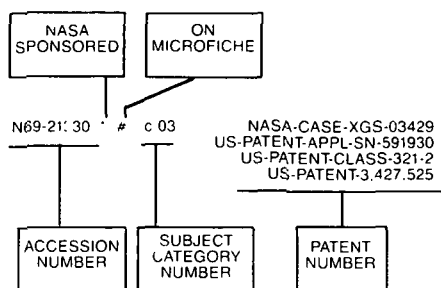 NASA
SPONSORED
ON
MICROFICHE
# c 03
NASA-CASE-XGS-03429
US-PATENT-APPL-SN-591930
US-PATENT-CLASS-321-2
US-PATENT-3,427,525
ACCESSION
NUMBER
SUBJECT
CATEGORY
NUMBER
PATENT
NUMBER